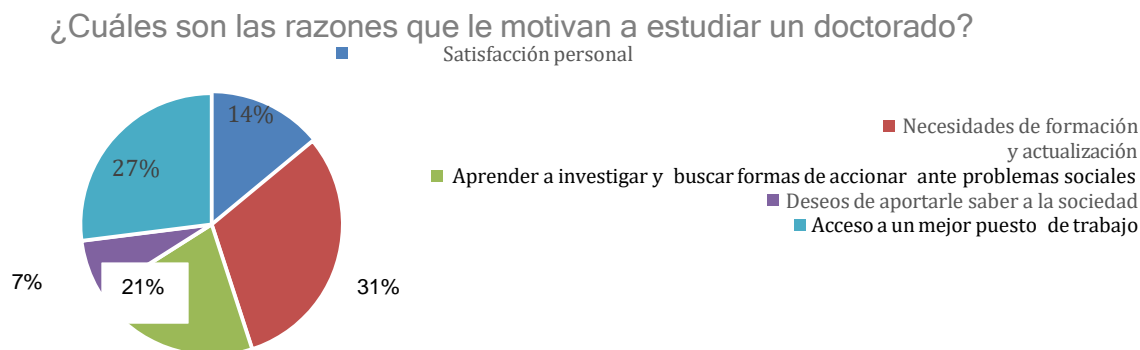 ¿Cuáles son las razones que le motivan a estudiar un doctorado?
Satisfacción personal
14%
Necesidades de formación
y actualización
27%
Aprender a investigar y buscar formas de accionar ante problemas sociales
Deseos de aportarle saber a la sociedad
Acceso a un mejor puesto de trabajo
7%
21%
31%